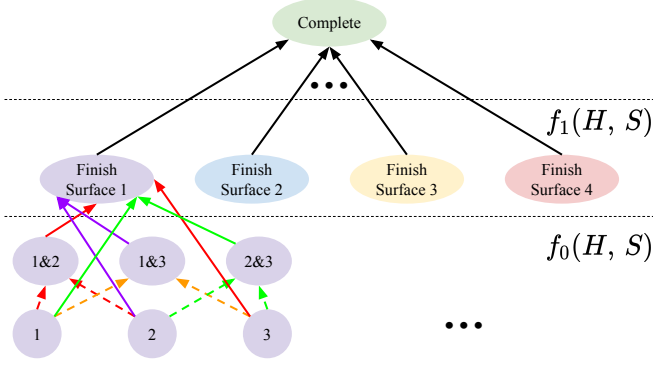 Complete
...
f₁(H, S)
Finish
Surface 1
Finish
Surface 2
Finish
Surface 3
Finish
Surface 4
f₀(H, S)
1&2
1&3
2&3
1
2
3
...